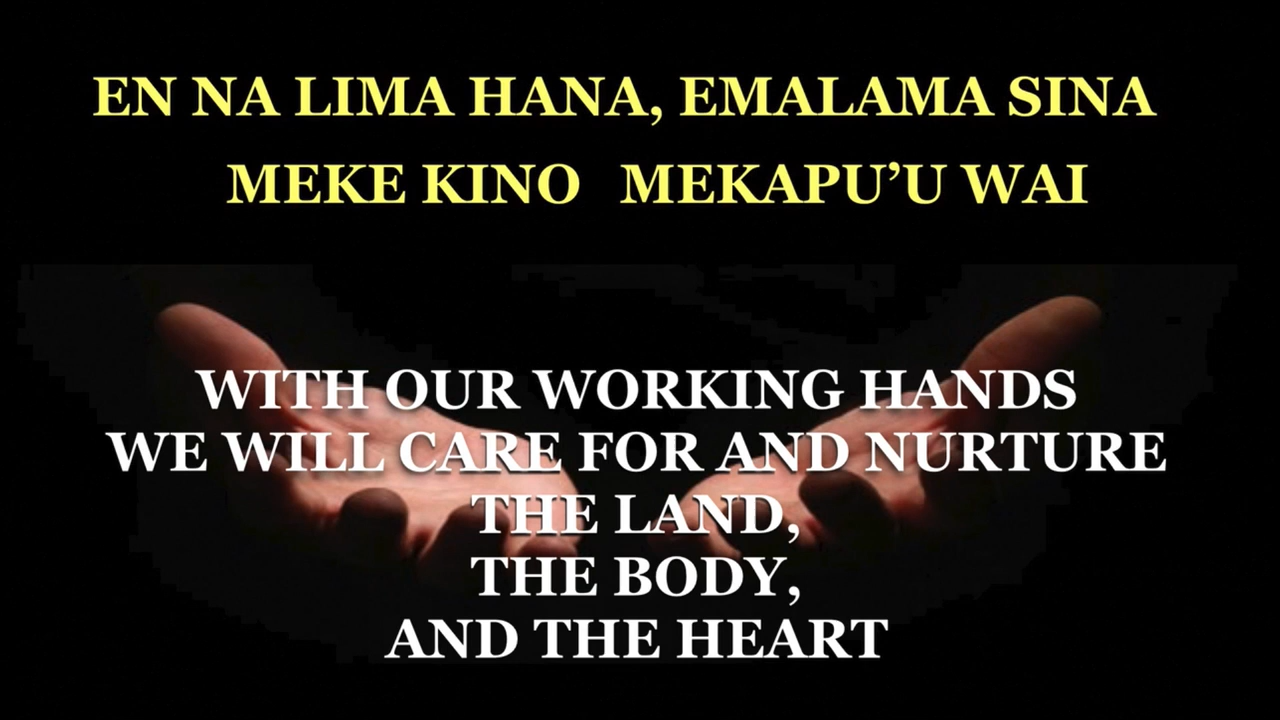 EN NA LIMA HANA, EMALAMA SINA
MEKE KINO MEKAPU’U WAI
WITH OUR WORKING HANDS
WE WILL CARE FOR AND NURTURE
THE LAND,
THE BODY,
AND THE HEART